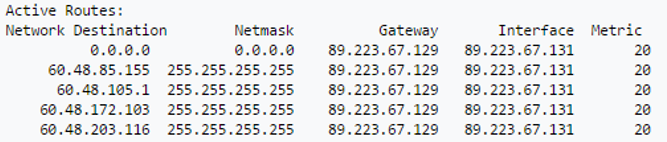 Active Routes:
Network Destination Netmask Gateway Interface Metric
0.0.0.0 0.0.0.0 89.223.67.129 89.223.67.131 20
60.48.85.155 255.255.255.255 89.223.67.129 89.223.67.131 20
60.48.105.1 255.255.255.255 89.223.67.129 89.223.67.131 20
60.48.172.103 255.255.255.255 89.223.67.129 89.223.67.131 20
60.48.203.116 255.255.255.255 89.223.67.129 89.223.67.131 20